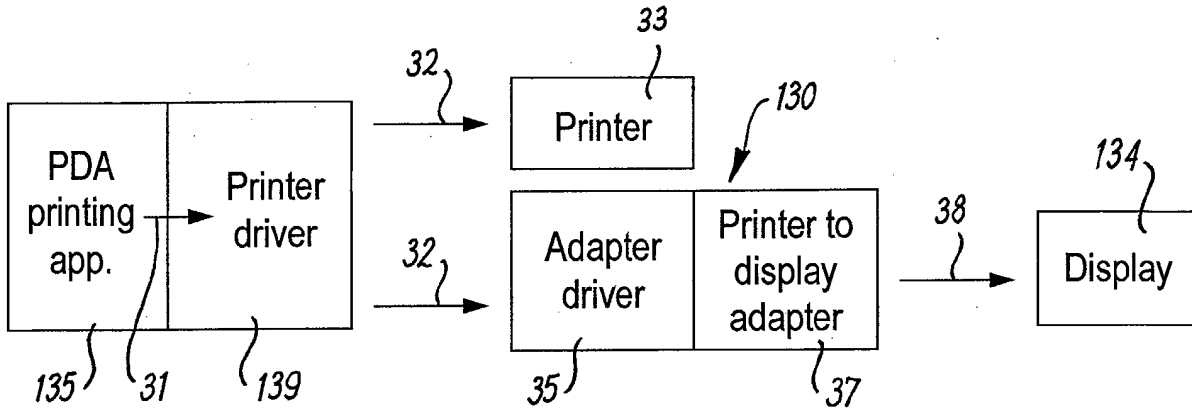 33
32
130
Printer
134
PDA
printing
app.
Printer
driver
32
Adapter
driver
Printer to
display
adapter
38
Display
135
31
139
35
37